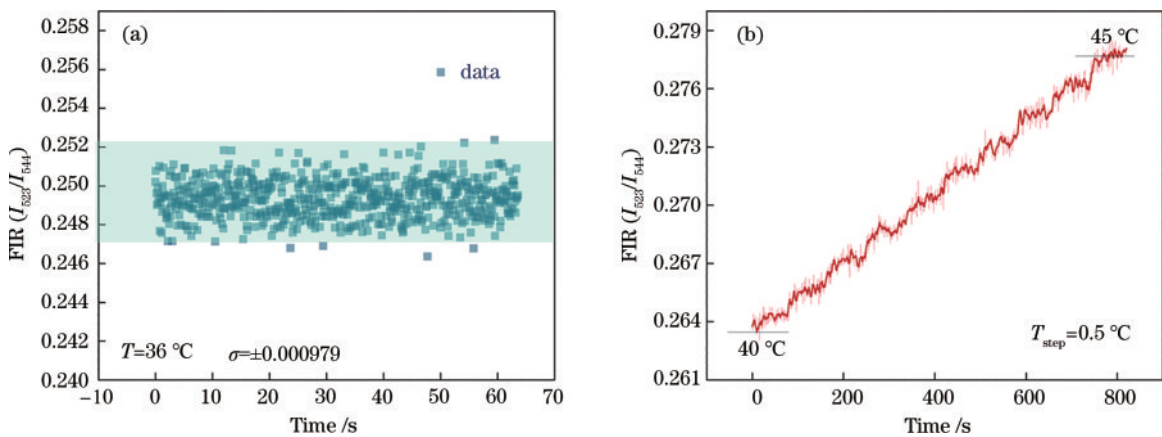 (a)
data
0.258
0.256
0.254
0.252
0.250
0.248
0.246
0.244
0.242
0.240
FIR (I₅₂₃/I₅₄₄)
T=36 °C σ=±0.000979
−10 0 10 20 30 40 50 60 70
Time /s
(b)
45 °C
0.279
0.276
0.273
0.270
0.267
0.264
0.261
FIR (I₅₂₃/I₅₄₄)
40 °C
T_step=0.5 °C
0 200 400 600 800
Time /s